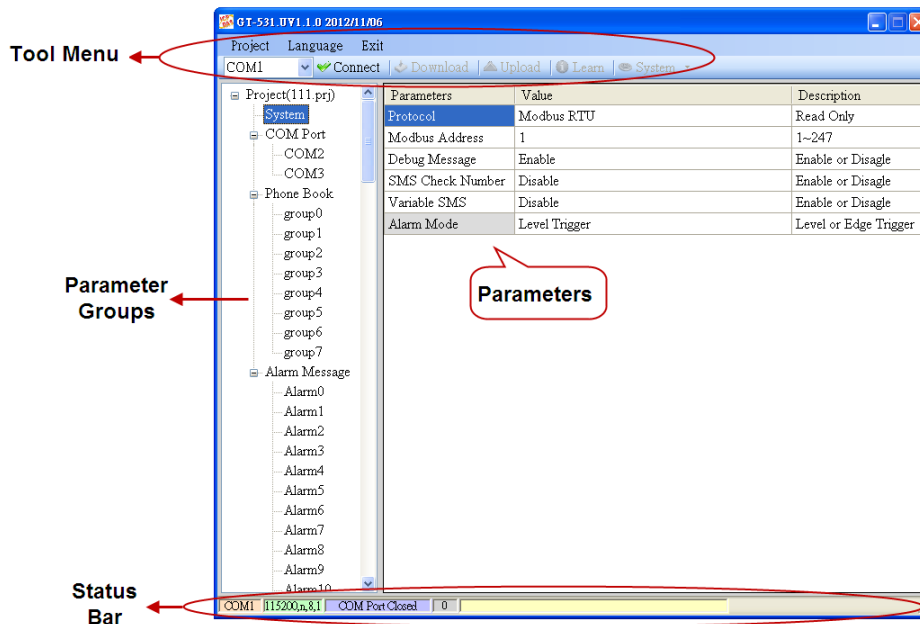 GT-531.UV1.1.0 2012/11/06
Project Language Exit
Tool Menu
COM1 Connect Download Upload Learn System
Project(111.prj)
System
COM Port
COM2
COM3
Phone Book
group0
group1
group2
group3
group4
group5
group6
group7
Alarm Message
Alarm0
Alarm1
Alarm2
Alarm3
Alarm4
Alarm5
Alarm6
Alarm7
Alarm8
Alarm9
Alarm10
Parameters Value Description
Protocol Modbus RTU Read Only
Modbus Address 1 1~247
Debug Message Enable Enable or Disagle
SMS Check Number Disable Enable or Disagle
Variable SMS Disable Enable or Disagle
Alarm Mode Level Trigger Level or Edge Trigger
Parameters
Parameter
Groups
Status
Bar
COM1 115200,n,8,1 COM Port Closed 0